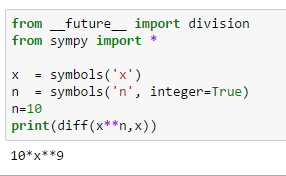 from __future__ import division
from sympy import *
x = symbols('x')
n = symbols('n', integer=True)
n=10
print(diff(x**n,x))
10*x**9